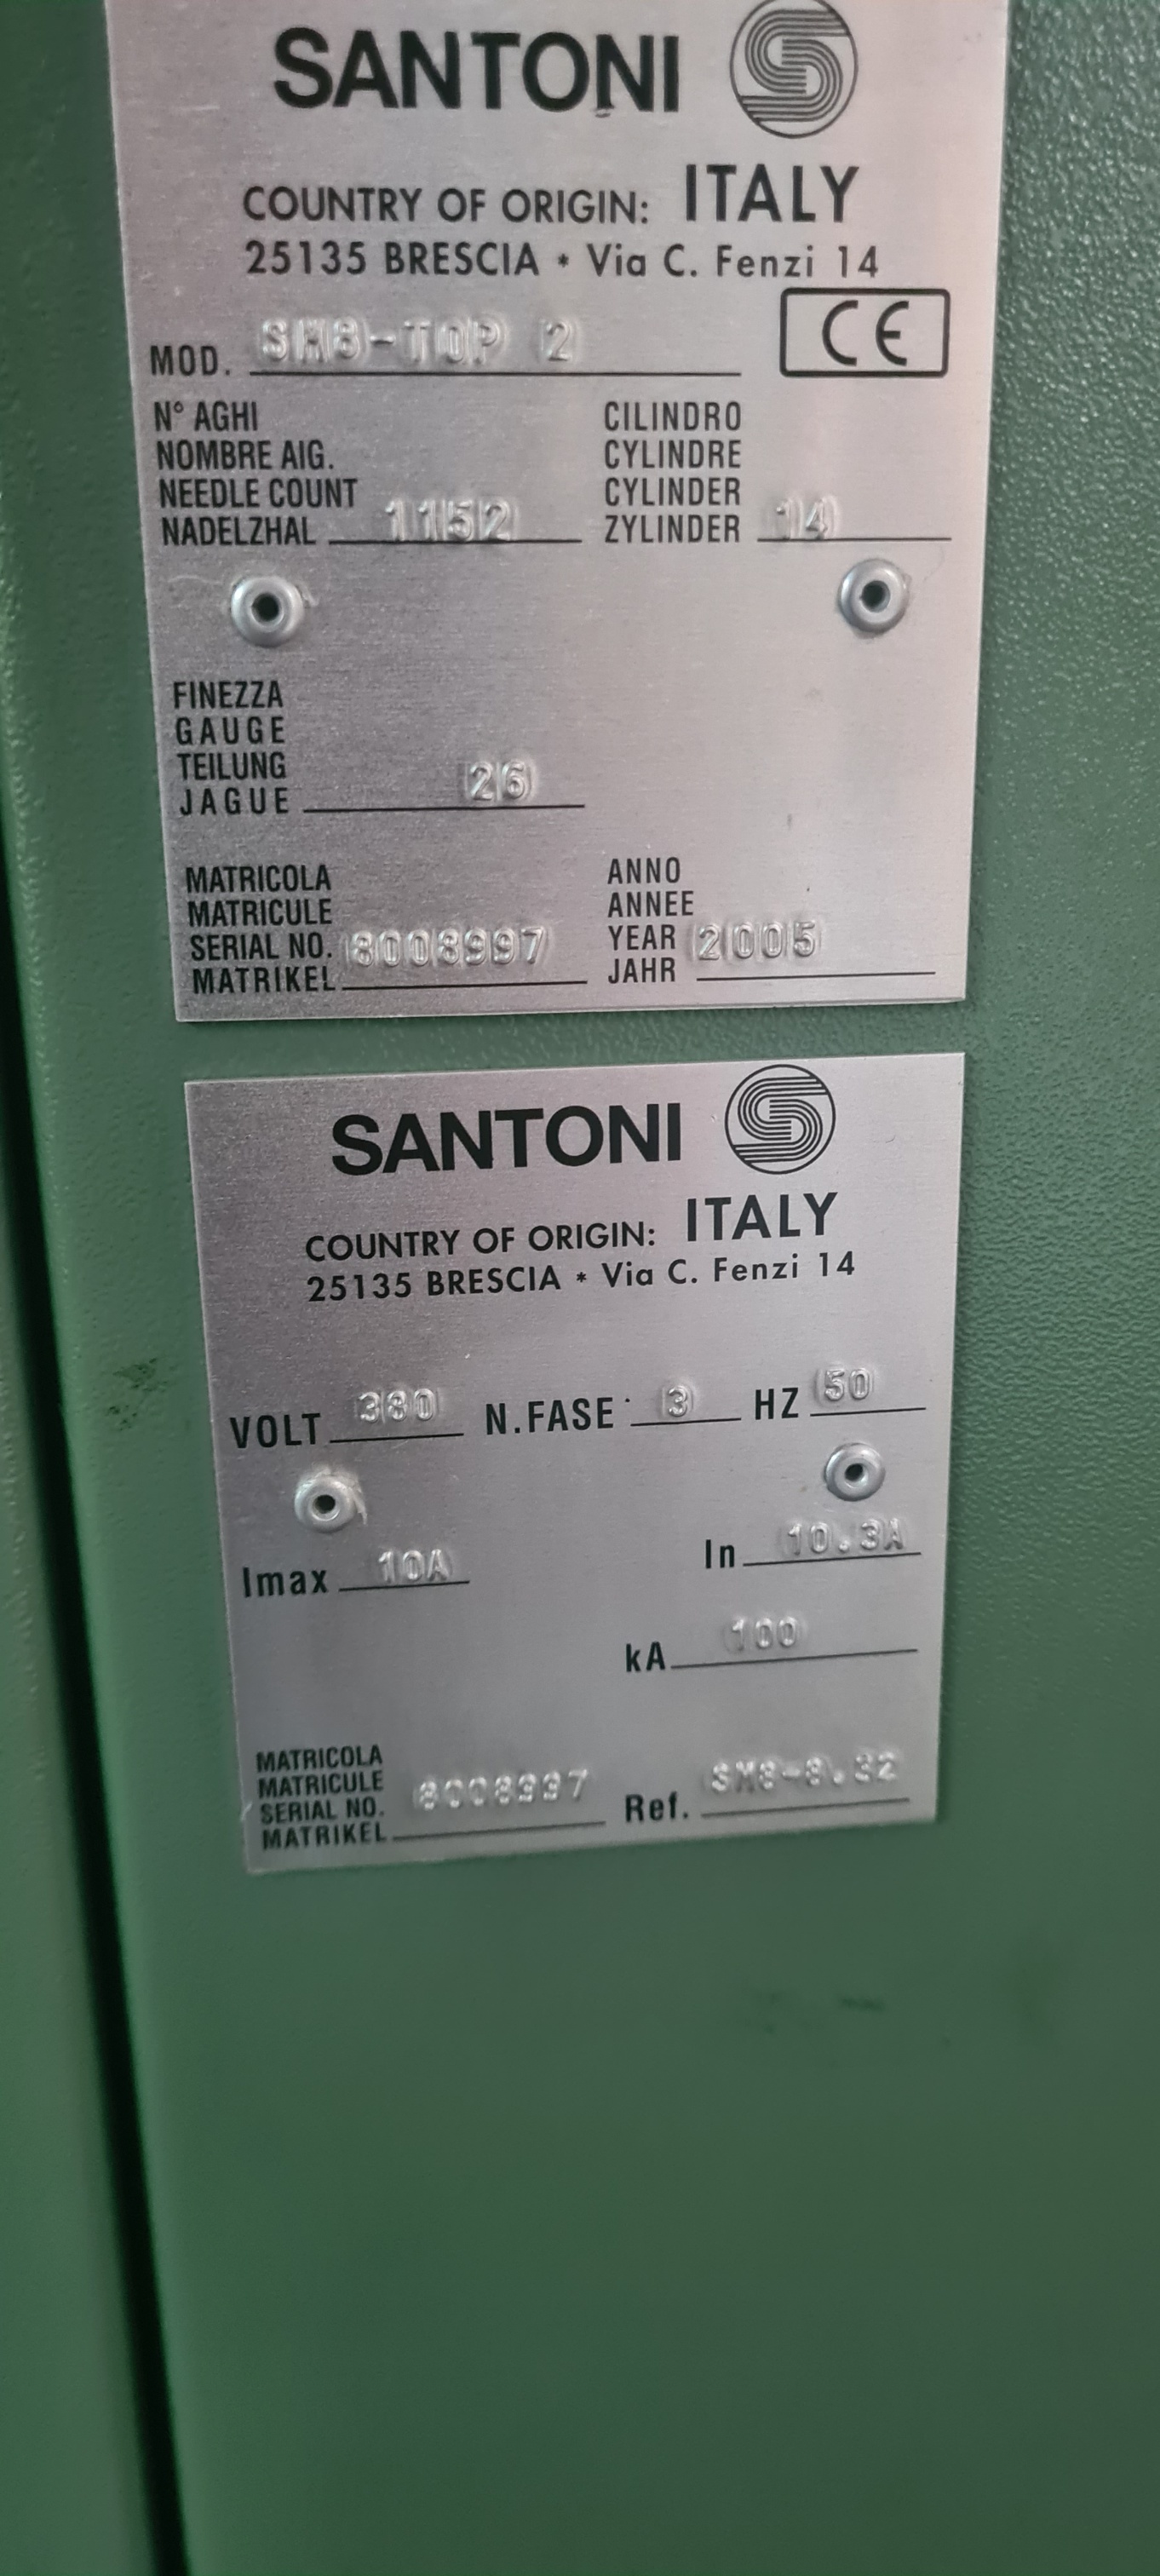 SANTONI
COUNTRY OF ORIGIN: ITALY
25135 BRESCIA * Via C. Fenzi 14
MOD. SM8-TOP 2 CE
N° AGHI
NOMBRE AIG.
NEEDLE COUNT
NADELZHAL 1152
CILINDRO
CYLINDRE
CYLINDER
ZYLINDER 14
FINEZZA
GAUGE
TEILUNG
JAGUE 26
MATRICOLA
MATRICULE
SERIAL NO. 8008997
MATRIKEL
ANNO
ANNEE
YEAR 2005
JAHR
SANTONI
COUNTRY OF ORIGIN: ITALY
25135 BRESCIA * Via C. Fenzi 14
VOLT 380 N.FASE 3 HZ 50
Imax 10A In 10.3A
kA 100
MATRICOLA
MATRICULE
SERIAL NO. 8008997
MATRIKEL
Ref. SM8-8.32